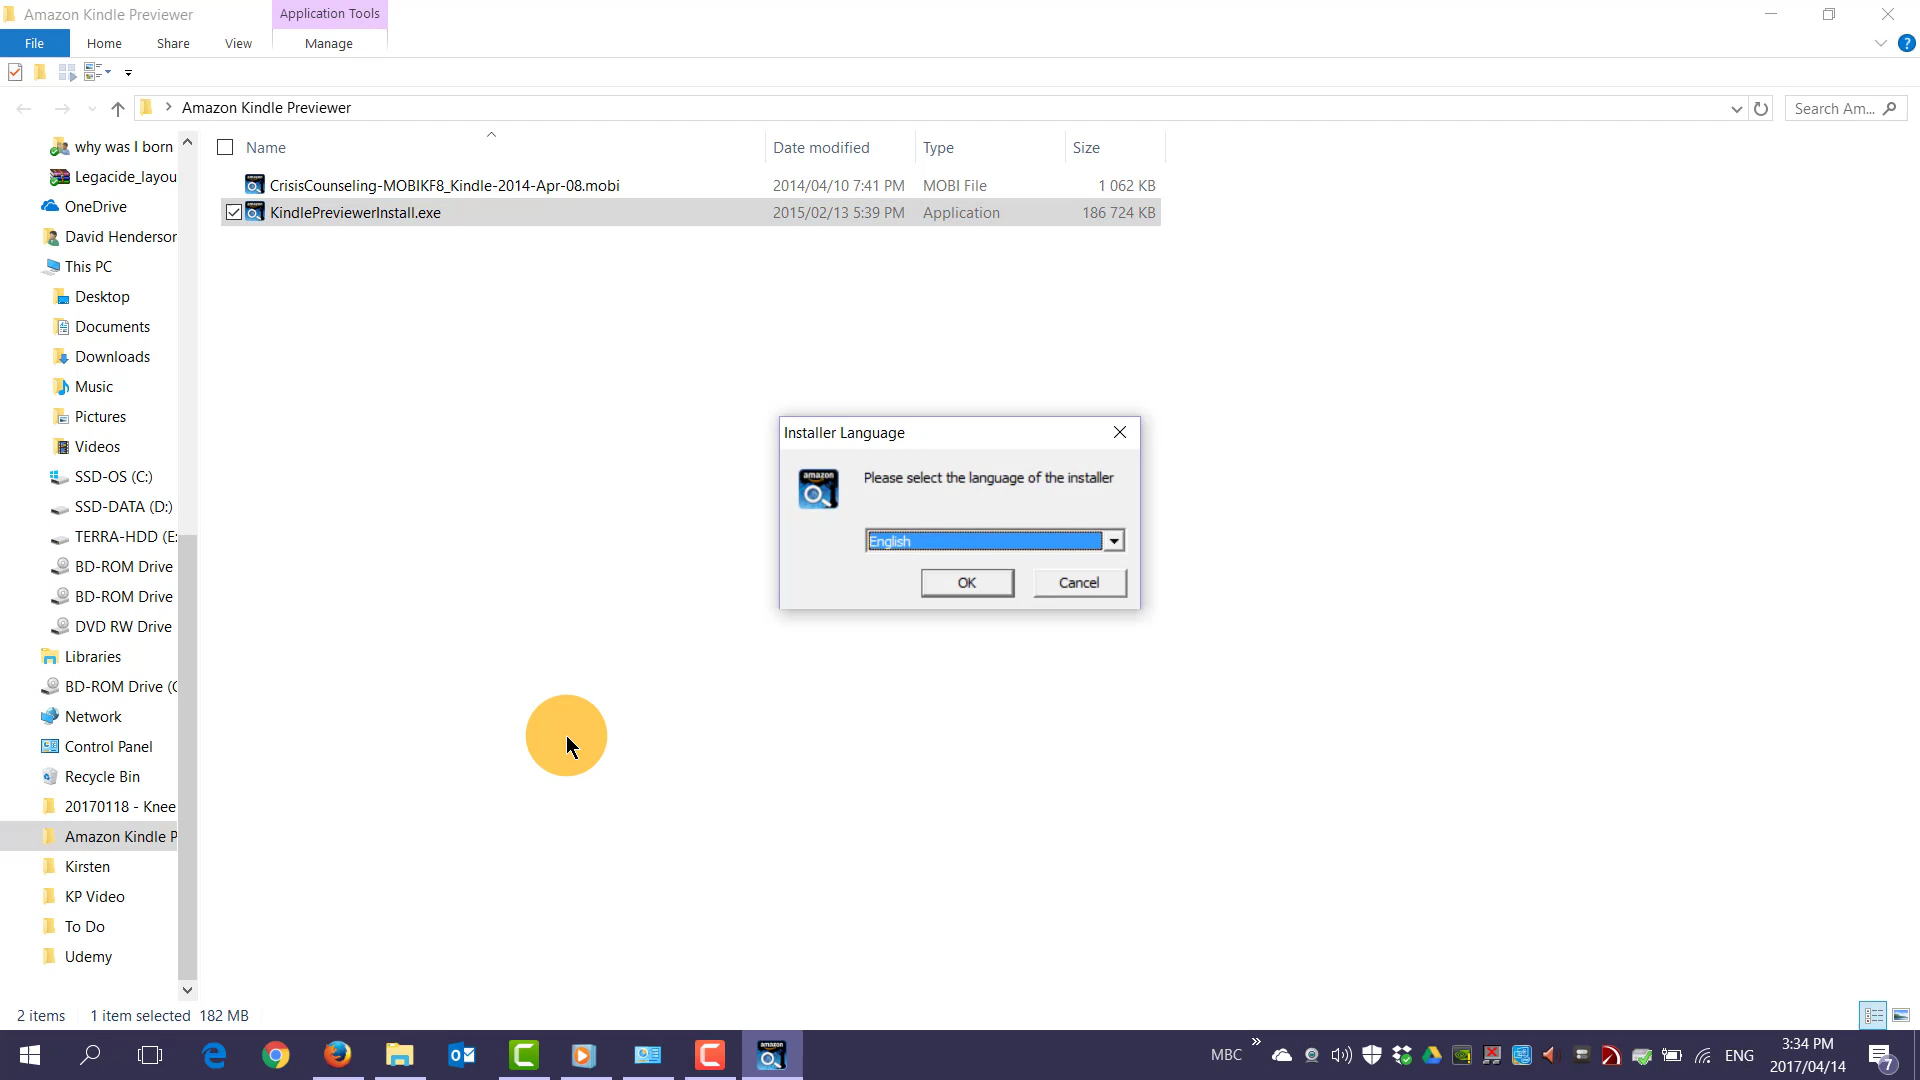 Amazon Kindle Previewer
Application Tools
File
Home
Share
View
Manage
Amazon Kindle Previewer
Search Am...
why was I born
Legacide_layou
OneDrive
David Henderson
This PC
Desktop
Documents
Downloads
Music
Pictures
Videos
SSD-OS (C:)
SSD-DATA (D:)
TERRA-HDD (E:
BD-ROM Drive
BD-ROM Drive
DVD RW Drive
Libraries
BD-ROM Drive (
Network
Control Panel
Recycle Bin
20170118 - Knee
Amazon Kindle P
Kirsten
KP Video
To Do
Udemy
Name
Date modified
Type
Size
CrisisCounseling-MOBIKF8_Kindle-2014-Apr-08.mobi
2014/04/10 7:41 PM
MOBI File
1 062 KB
KindlePreviewerInstall.exe
2015/02/13 5:39 PM
Application
186 724 KB
Installer Language
amazon
Please select the language of the installer
English
OK
Cancel
2 items
1 item selected 182 MB
MBC
ENG
3:34 PM
2017/04/14
7